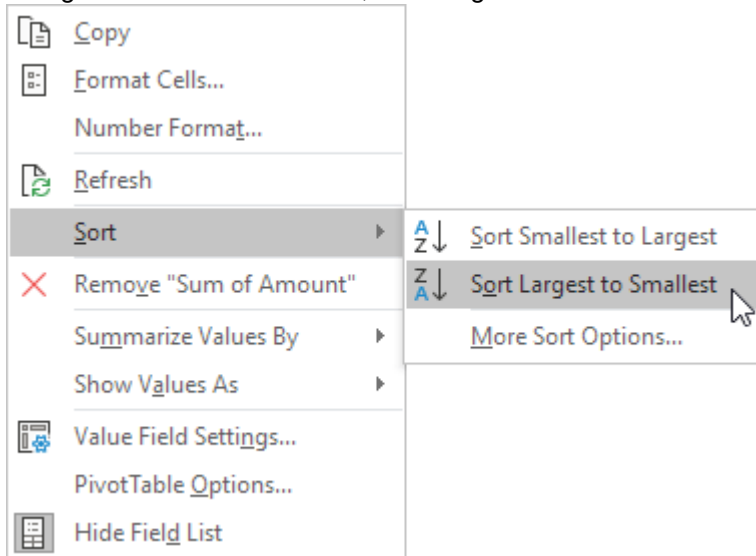 Copy
Format Cells...
Number Format...
Refresh
Sort
Sort Smallest to Largest
Sort Largest to Smallest
More Sort Options...
Remove "Sum of Amount"
Summarize Values By
Show Values As
Value Field Settings...
PivotTable Options...
Hide Field List